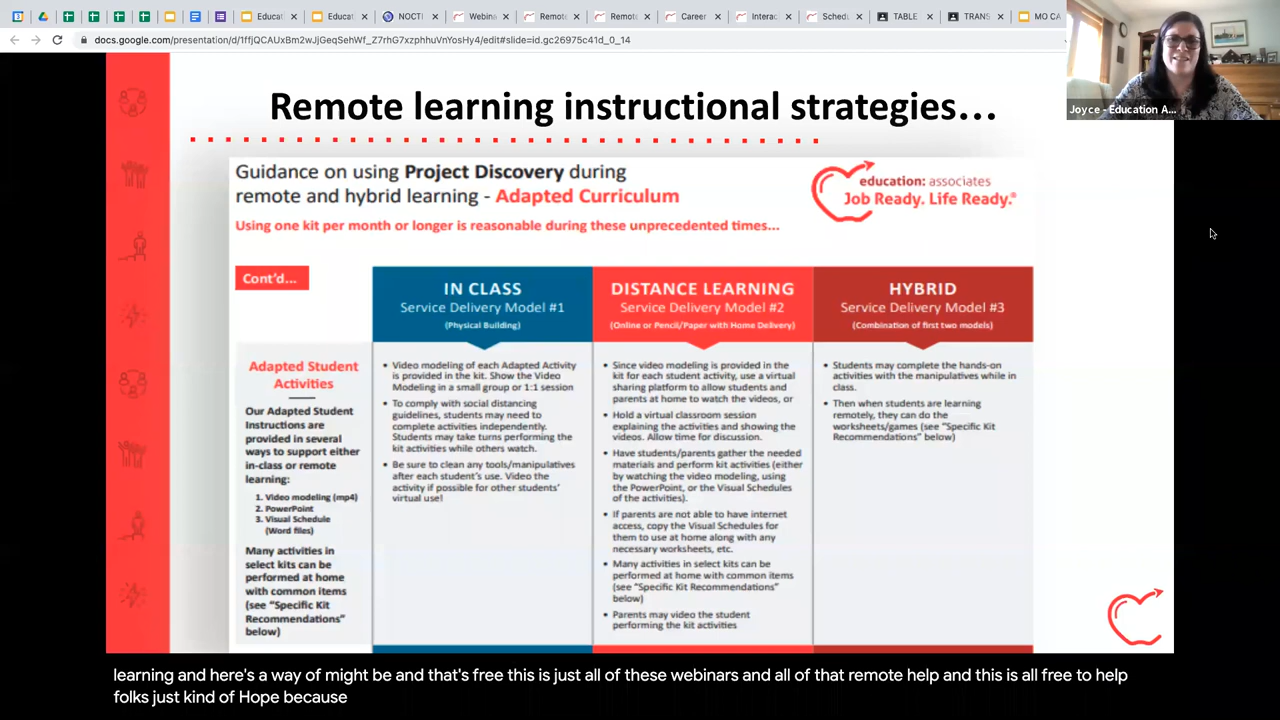 Educati
Educati
NOCTI
Webina
Remote
Remote
Career
Interac
Schedu
TABLE
TRANS
MO CA
docs.google.com/presentation/d/1ffjQCAUxBm2wJjGeqSehWf_Z7rhG7xzphhuVnYosHy4/edit#slide=id.gc26975c41d_0_14
Joyce - Education A...
Remote learning instructional strategies...
Guidance on using Project Discovery during
remote and hybrid learning - Adapted Curriculum
Using one kit per month or longer is reasonable during these unprecedented times...
education: associates
Job Ready. Life Ready.®
Cont'd...
IN CLASS
Service Delivery Model #1
(Physical Building)
DISTANCE LEARNING
Service Delivery Model #2
(Online or Pencil/Paper with Home Delivery)
HYBRID
Service Delivery Model #3
(Combination of first two models)
Adapted Student
Activities
Our Adapted Student
Instructions are
provided in several
ways to support either
in-class or remote
learning:
1. Video modeling (mp4)
2. PowerPoint
3. Visual Schedule
(Word files)
Many activities in
select kits can be
performed at home
with common items
(see "Specific Kit
Recommendations"
below)
• Video modeling of each Adapted Activity
is provided in the kit. Show the Video
Modeling in a small group or 1:1 session
• To comply with social distancing
guidelines, students may need to
complete activities independently.
Students may take turns performing the
kit activities while others watch.
• Be sure to clean any tools/manipulatives
after each student's use. Video the
activity if possible for other students'
virtual use!
• Since video modeling is provided in the
kit for each student activity, use a virtual
sharing platform to allow students and
parents at home to watch the videos, or
• Hold a virtual classroom session
explaining the activities and showing the
videos. Allow time for discussion.
• Have students/parents gather the needed
materials and perform kit activities (either
by watching the video modeling, using
the PowerPoint, or the Visual Schedules
of the activities).
• If parents are not able to have internet
access, copy the Visual Schedules for
them to use at home along with any
necessary worksheets, etc.
• Many activities in select kits can be
performed at home with common items
(see "Specific Kit Recommendations"
below)
• Parents may video the student
performing the kit activities
• Students may complete the hands-on
activities with the manipulatives while in
class.
• Then when students are learning
remotely, they can do the
worksheets/games (see "Specific Kit
Recommendations" below)
learning and here's a way of might be and that's free this is just all of these webinars and all of that remote help and this is all free to help
folks just kind of Hope because